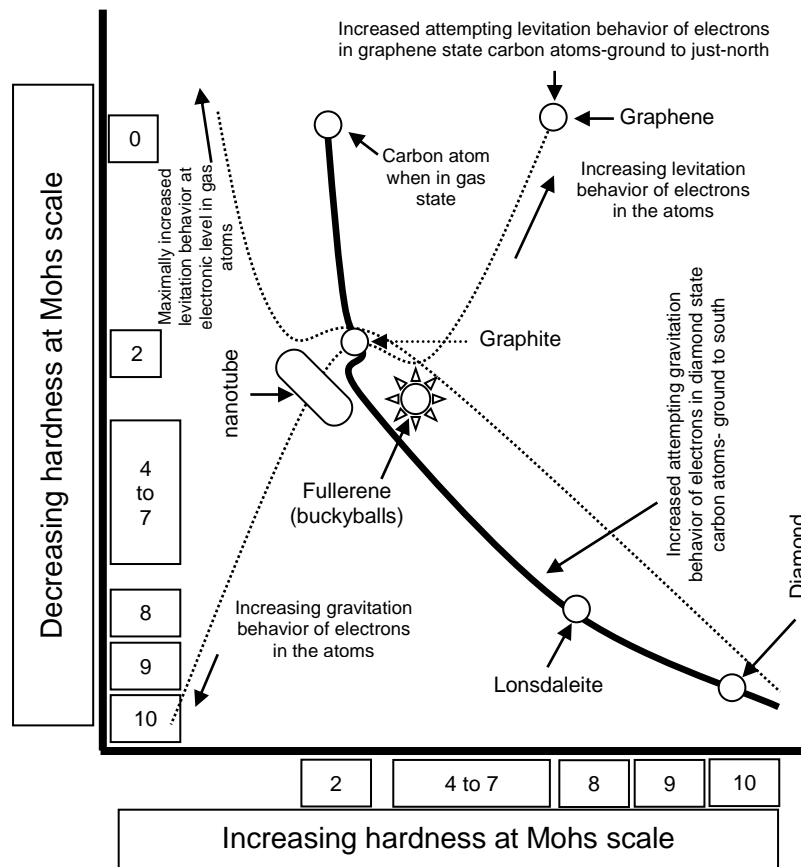 Increased attempting levitation behavior of electrons
in graphene state carbon atoms-ground to just-north
Graphene
Carbon atom
when in gas
state
Increasing levitation
behavior of electrons
in the atoms
Maximally increased
levitation behavior at
electronic level in gas
atoms
Decreasing hardness at Mohs scale
0
2
4
to
7
8
9
10
Graphite
nanotube
Fullerene
(buckyballs)
Increased attempting gravitation
behavior of electrons in diamond state
carbon atoms- ground to south
Diamond
Increasing gravitation
behavior of electrons
in the atoms
Lonsdaleite
2
4 to 7
8
9
10
Increasing hardness at Mohs scale